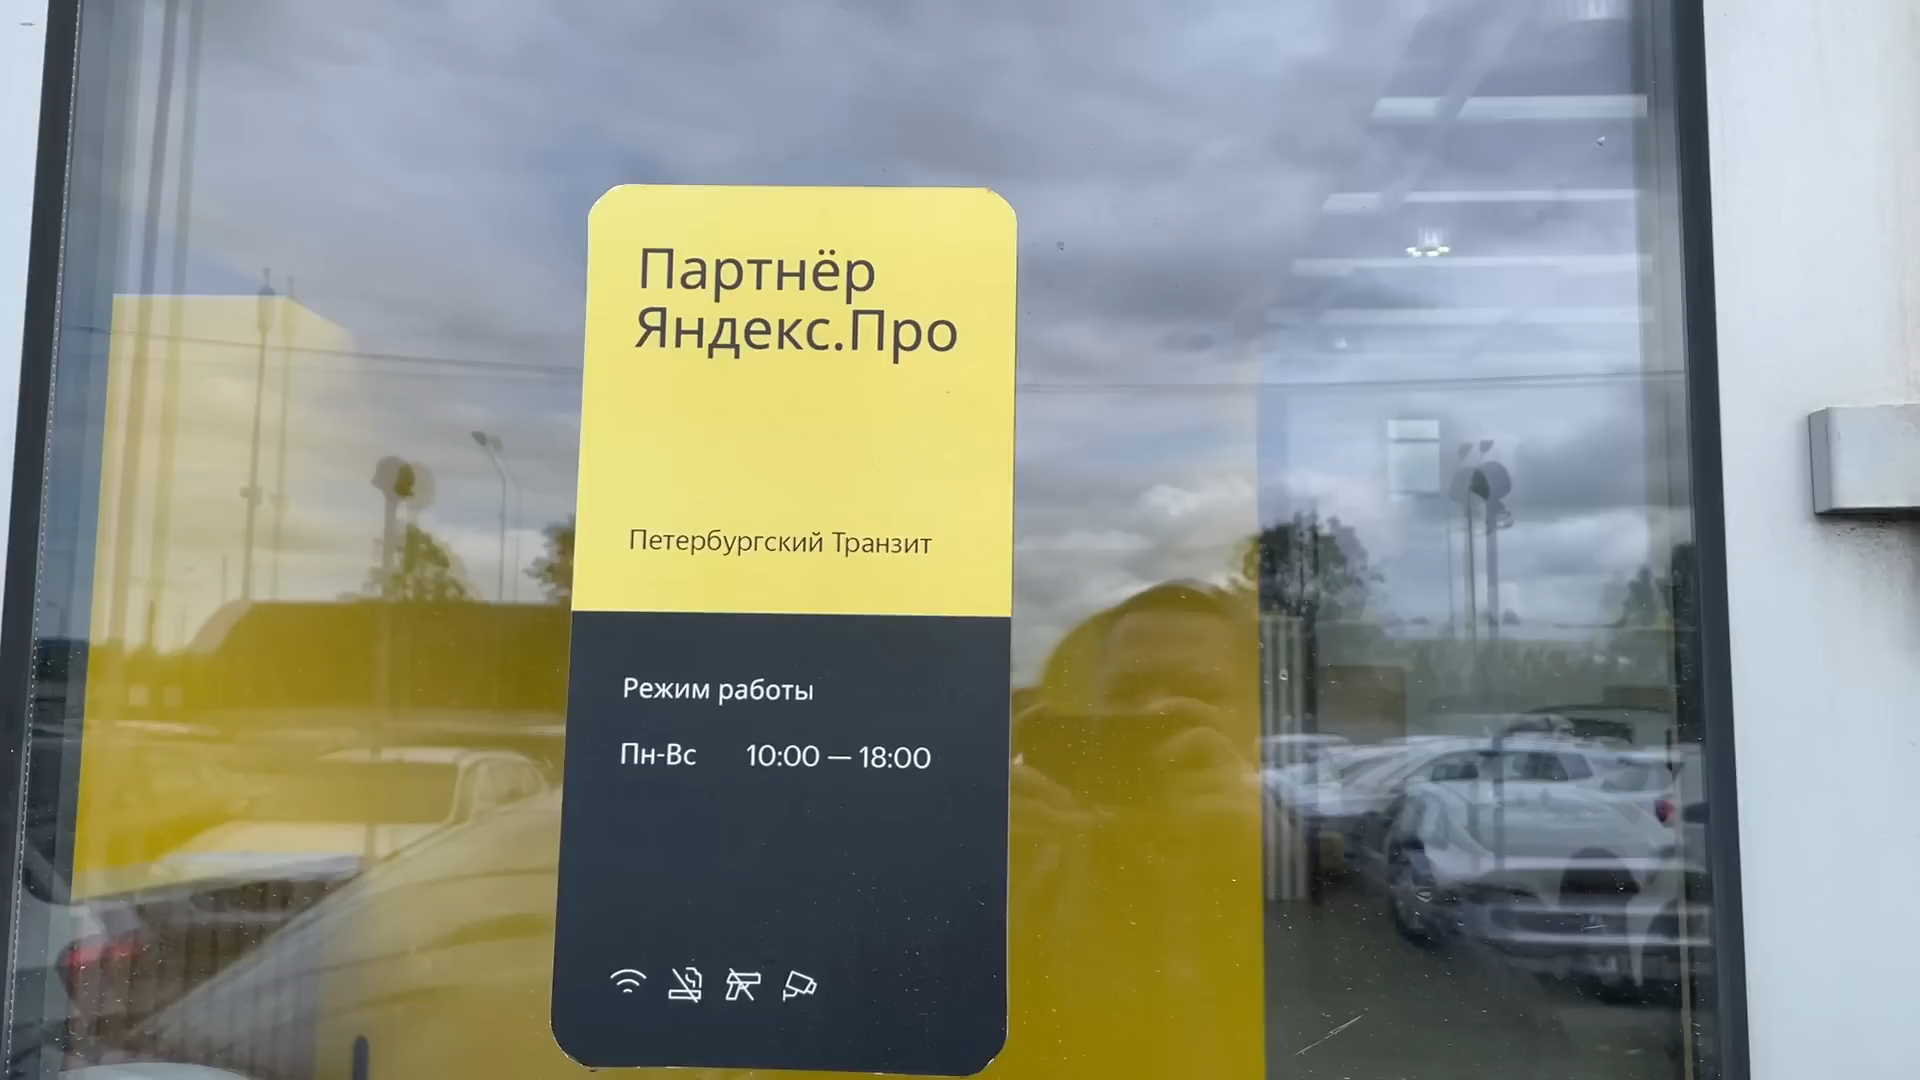 Партнёр
Яндекс.Про
Петербургский Транзит
Режим работы
Пн-Вс 10:00 — 18:00